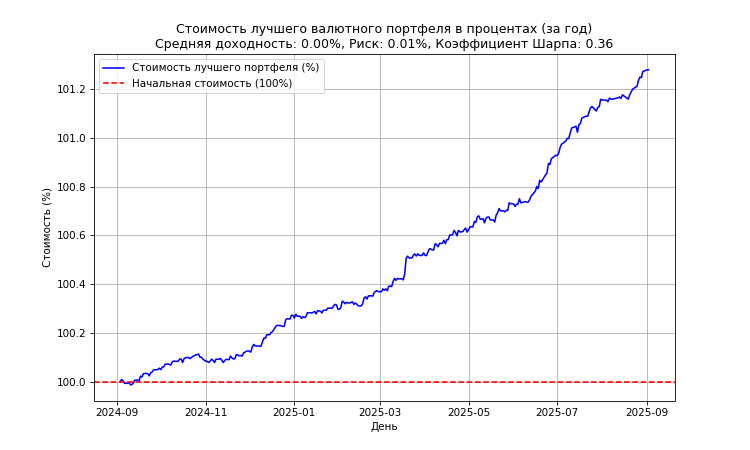 Стоимость лучшего валютного портфеля в процентах (за год)
Средняя доходность: 0.00%, Риск: 0.01%, Коэффициент Шарпа: 0.36
Стоимость лучшего портфеля (%)
Начальная стоимость (100%)
Стоимость (%)
101.2
101.0
100.8
100.6
100.4
100.2
100.0
2024-09 2024-11 2025-01 2025-03 2025-05 2025-07 2025-09
День